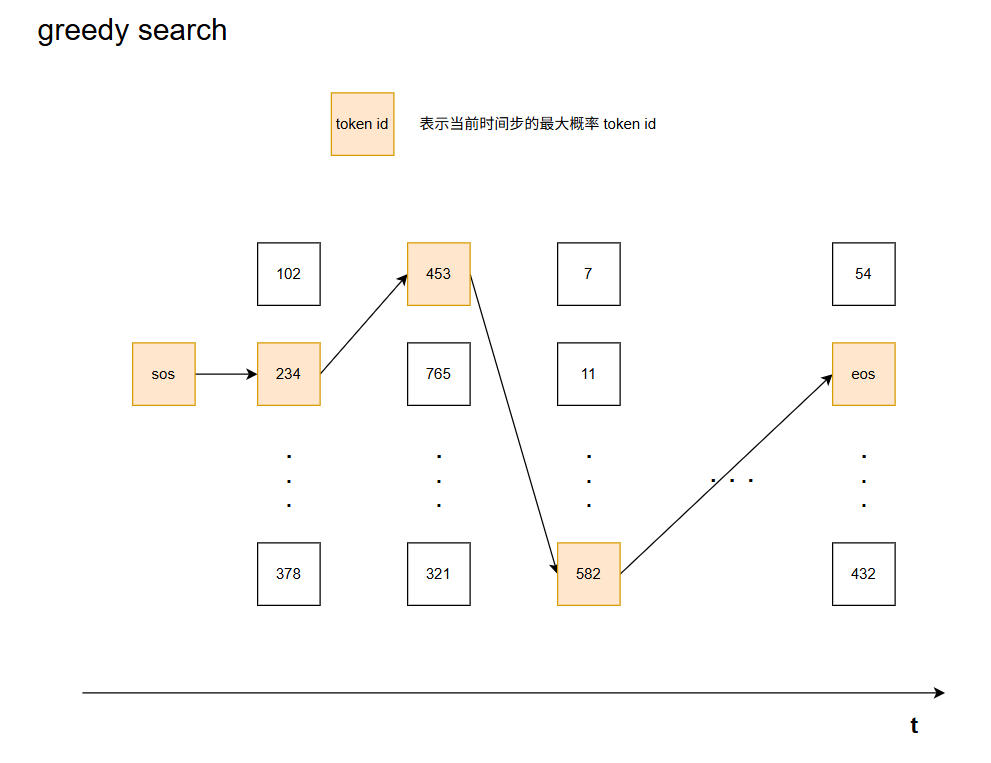 greedy search
token id
表示当前时间步的最大概率 token id
102 453 7 54
sos 234 765 11 eos
. . . .
. . . . . . .
. . . .
378 321 582 432
t